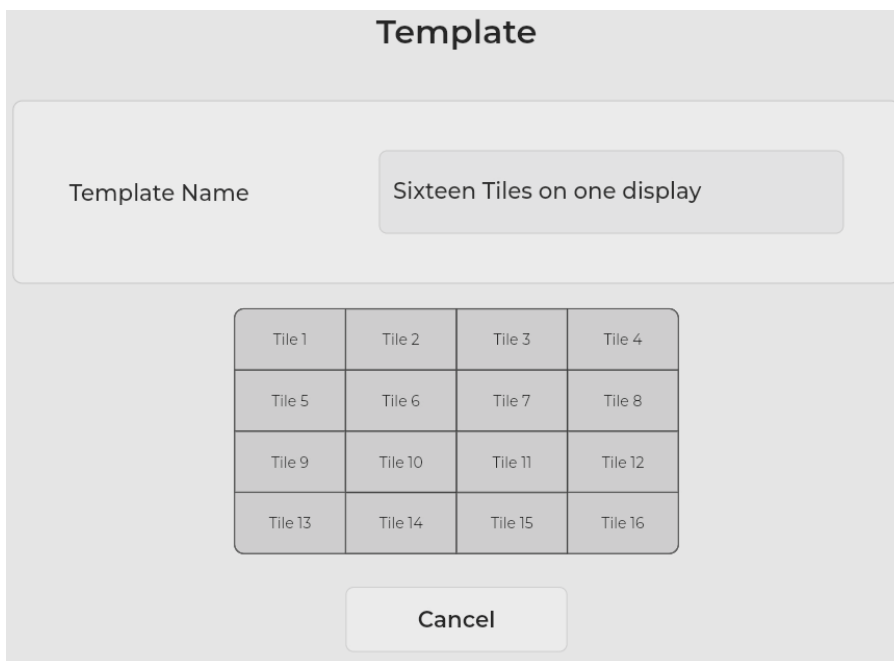 Template
Template Name
Sixteen Tiles on one display
Tile 1 Tile 2 Tile 3 Tile 4
Tile 5 Tile 6 Tile 7 Tile 8
Tile 9 Tile 10 Tile 11 Tile 12
Tile 13 Tile 14 Tile 15 Tile 16
Cancel